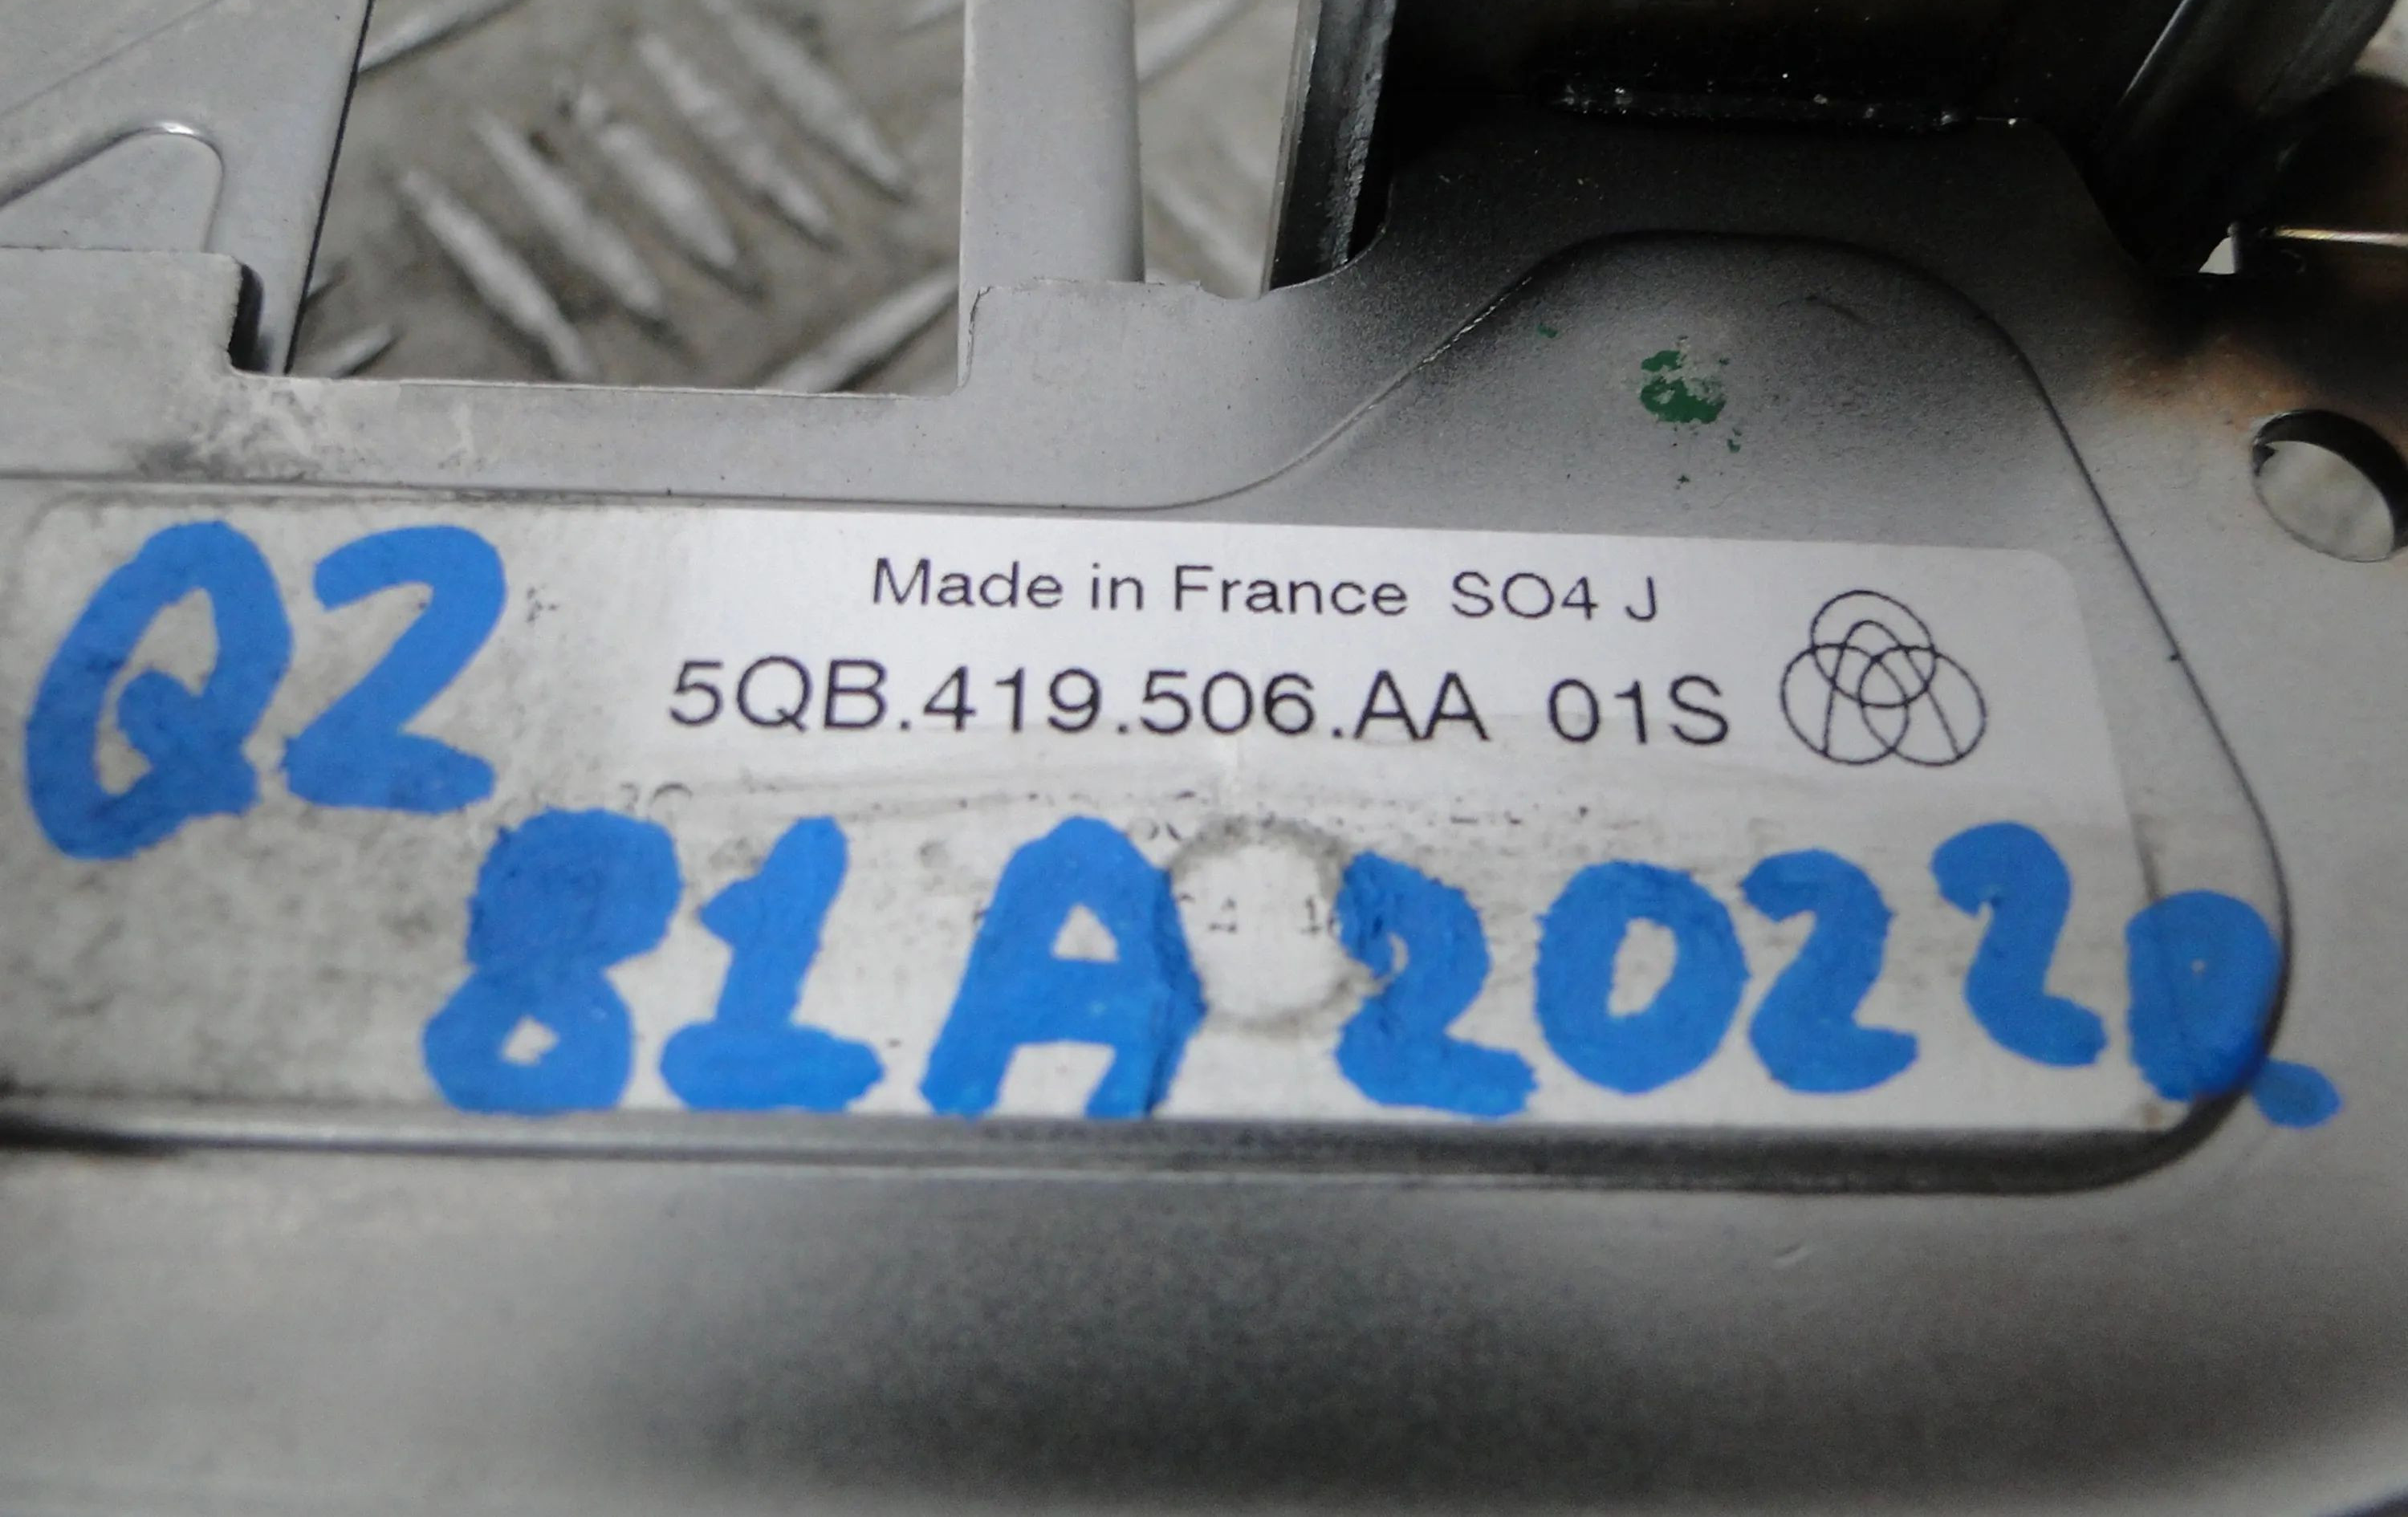 Made in France SO4 J
5QB.419.506.AA 01S
Q2
81A 2022 D.